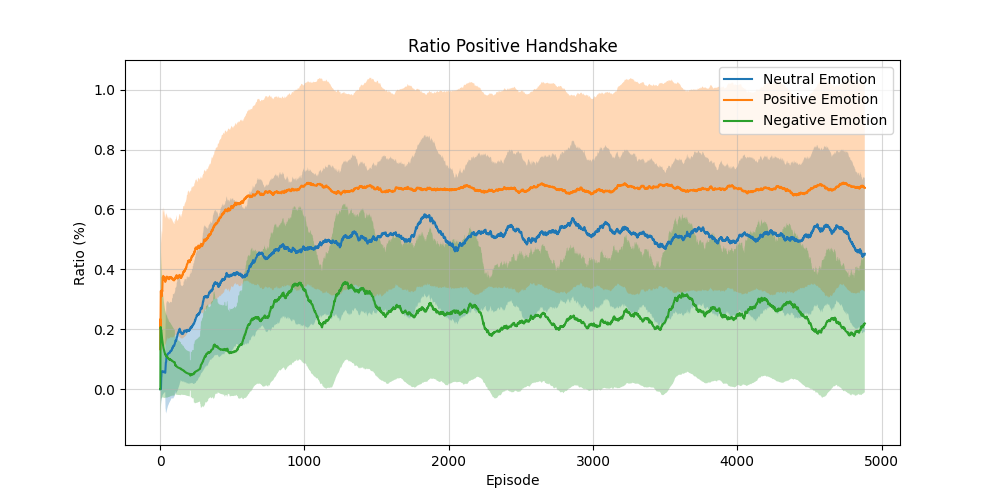 Ratio Positive Handshake
Neutral Emotion
Positive Emotion
Negative Emotion
Ratio (%)
1.0
0.8
0.6
0.4
0.2
0.0
0 1000 2000 3000 4000 5000
Episode